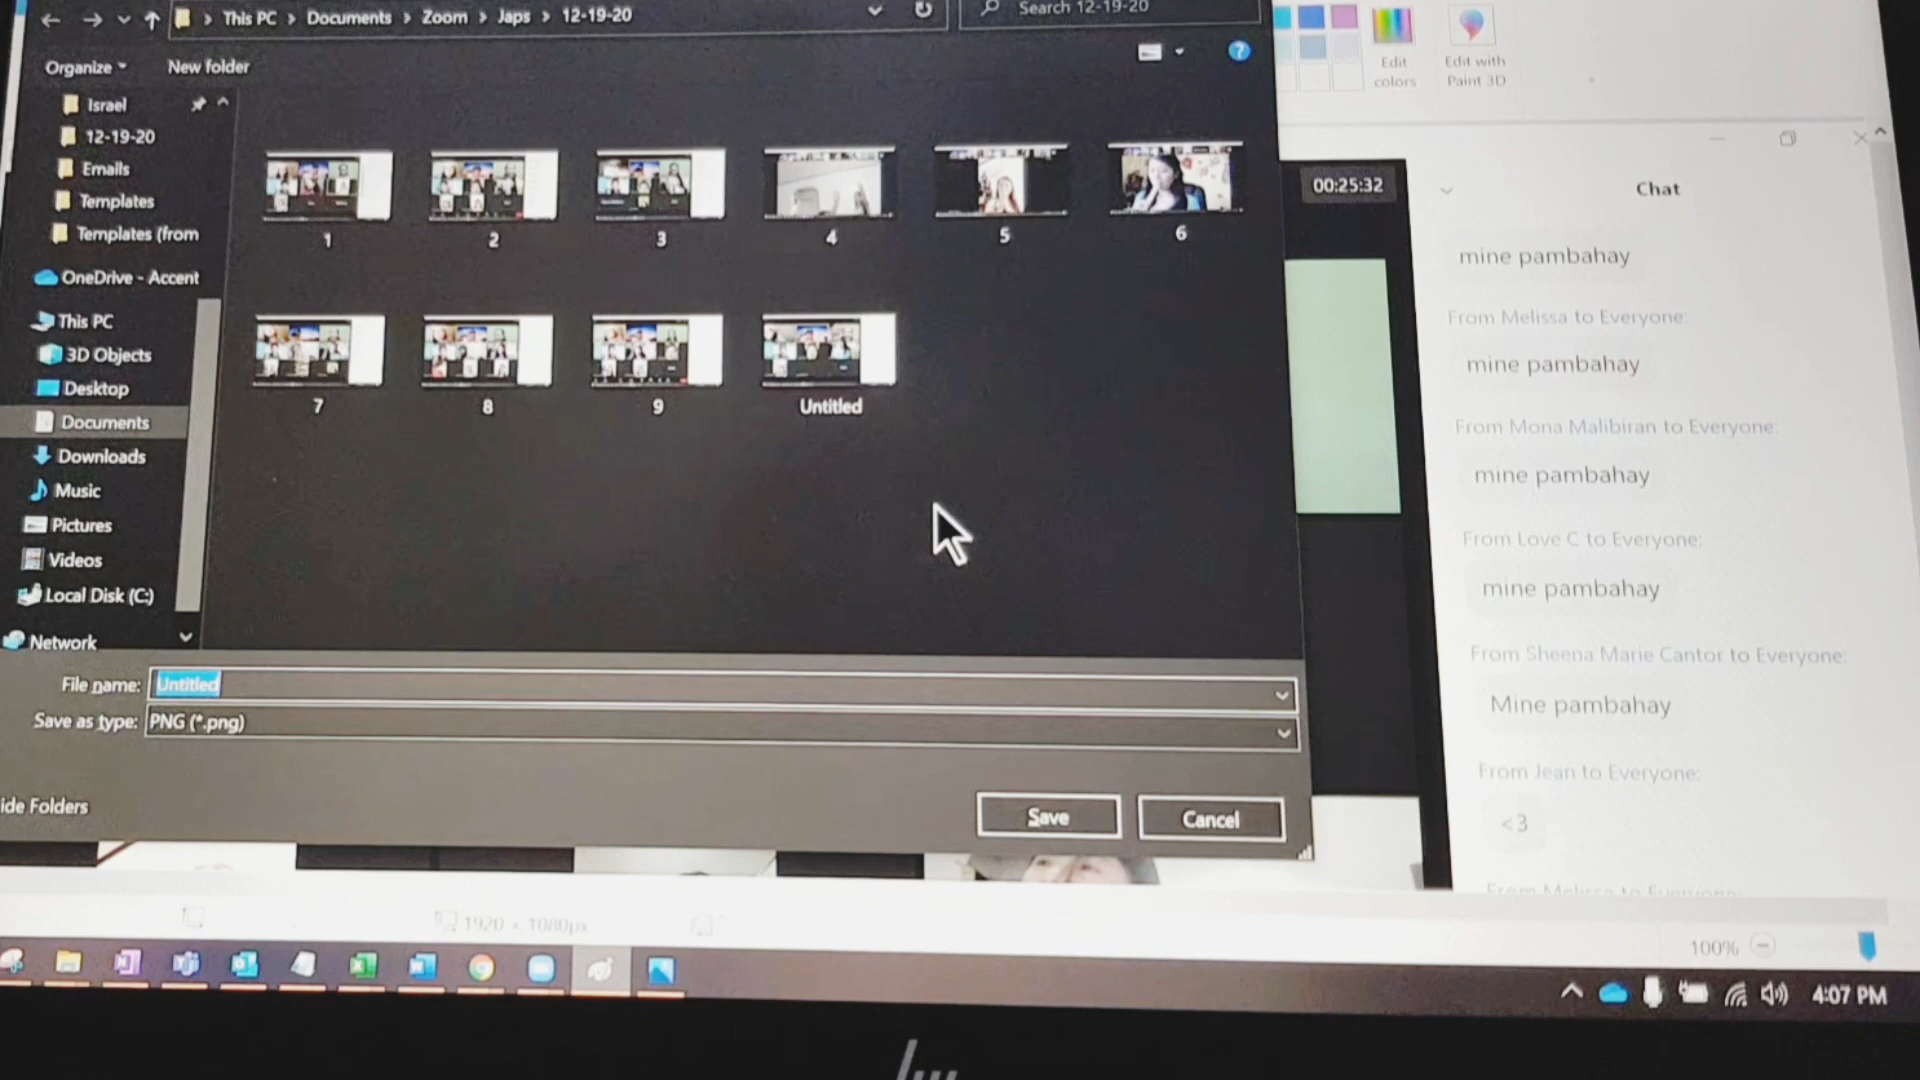 This PC > Documents > Zoom > Japs > 12-19-20
Search 12-19-20
Organize
New folder
Edit colors
Edit with Paint 3D
Israel
12-19-20
Emails
Templates
Templates (from
OneDrive - Accent
This PC
3D Objects
Desktop
Documents
Downloads
Music
Pictures
Videos
Local Disk (C:)
Network
1
2
3
4
5
6
7
8
9
Untitled
File name: Untitled
Save as type: PNG (*.png)
ide Folders
Save
Cancel
00:25:32
Chat
mine pambahay
From Melissa to Everyone:
mine pambahay
From Mona Malibiran to Everyone:
mine pambahay
From Love C to Everyone:
mine pambahay
From Sheena Marie Cantor to Everyone:
Mine pambahay
From Jean to Everyone:
<3
From Melissa to Everyone:
1920 × 1080px
100%
4:07 PM
hp